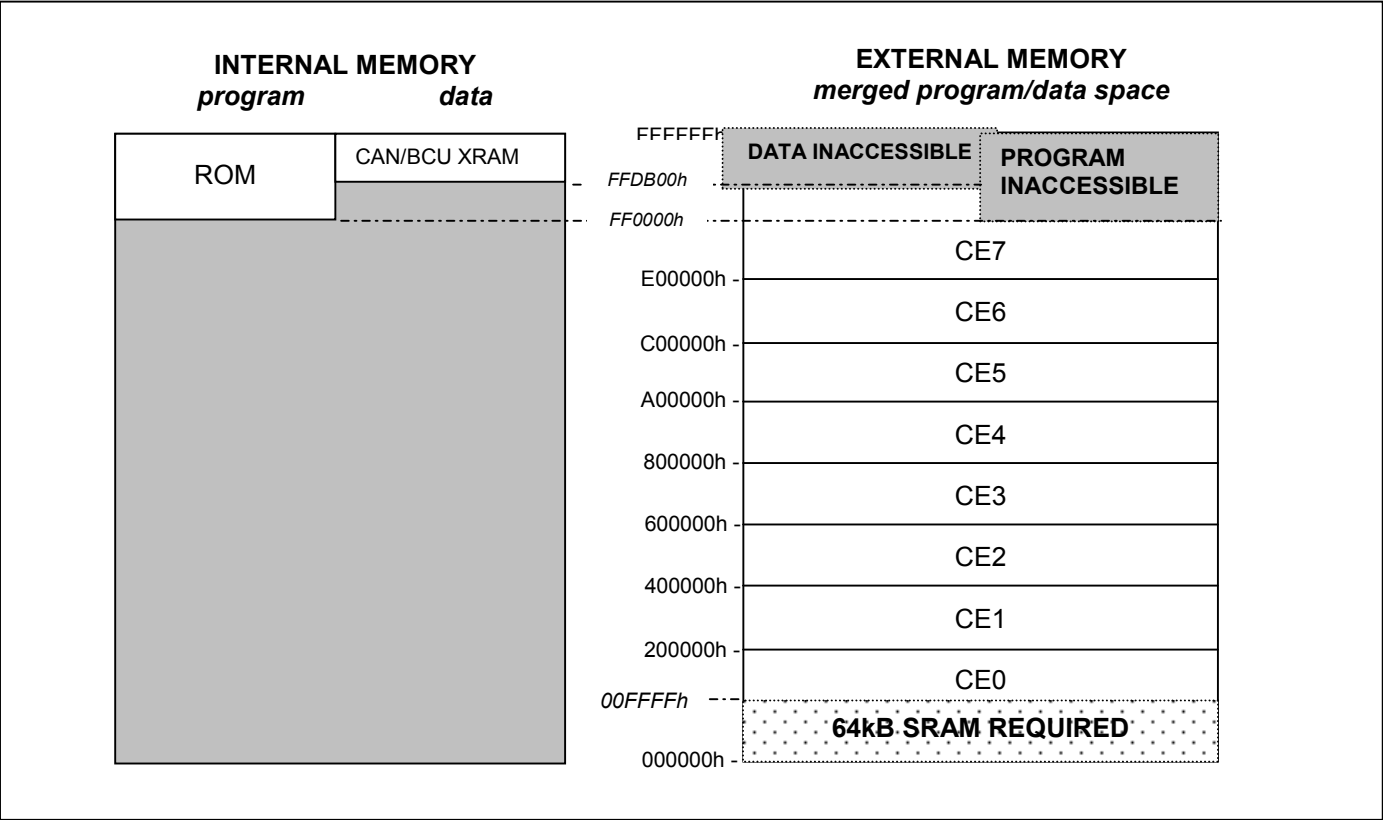 INTERNAL MEMORY
program data
EXTERNAL MEMORY
merged program/data space
ROM
CAN/BCU XRAM
FFFFFFh
DATA INACCESSIBLE
PROGRAM
INACCESSIBLE
FFDB00h
FF0000h
CE7
E00000h
CE6
C00000h
CE5
A00000h
CE4
800000h
CE3
600000h
CE2
400000h
CE1
200000h
CE0
00FFFFh
64kB SRAM REQUIRED
000000h